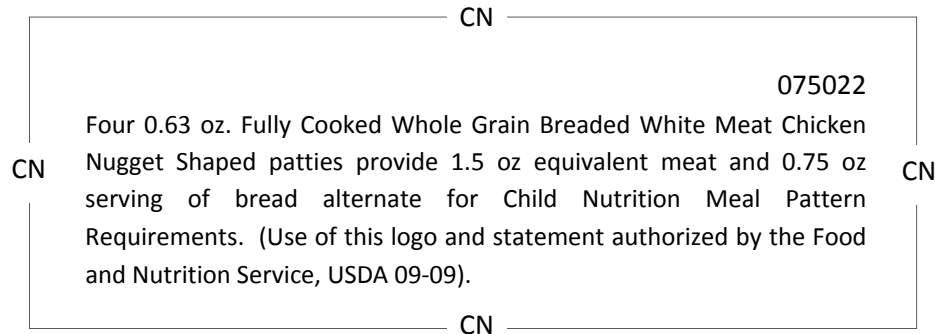 CN
075022
Four 0.63 oz. Fully Cooked Whole Grain Breaded White Meat Chicken
Nugget Shaped patties provide 1.5 oz equivalent meat and 0.75 oz
CN
CN
serving of bread alternate for Child Nutrition Meal Pattern
Requirements. (Use of this logo and statement authorized by the Food
and Nutrition Service, USDA 09-09).
CN